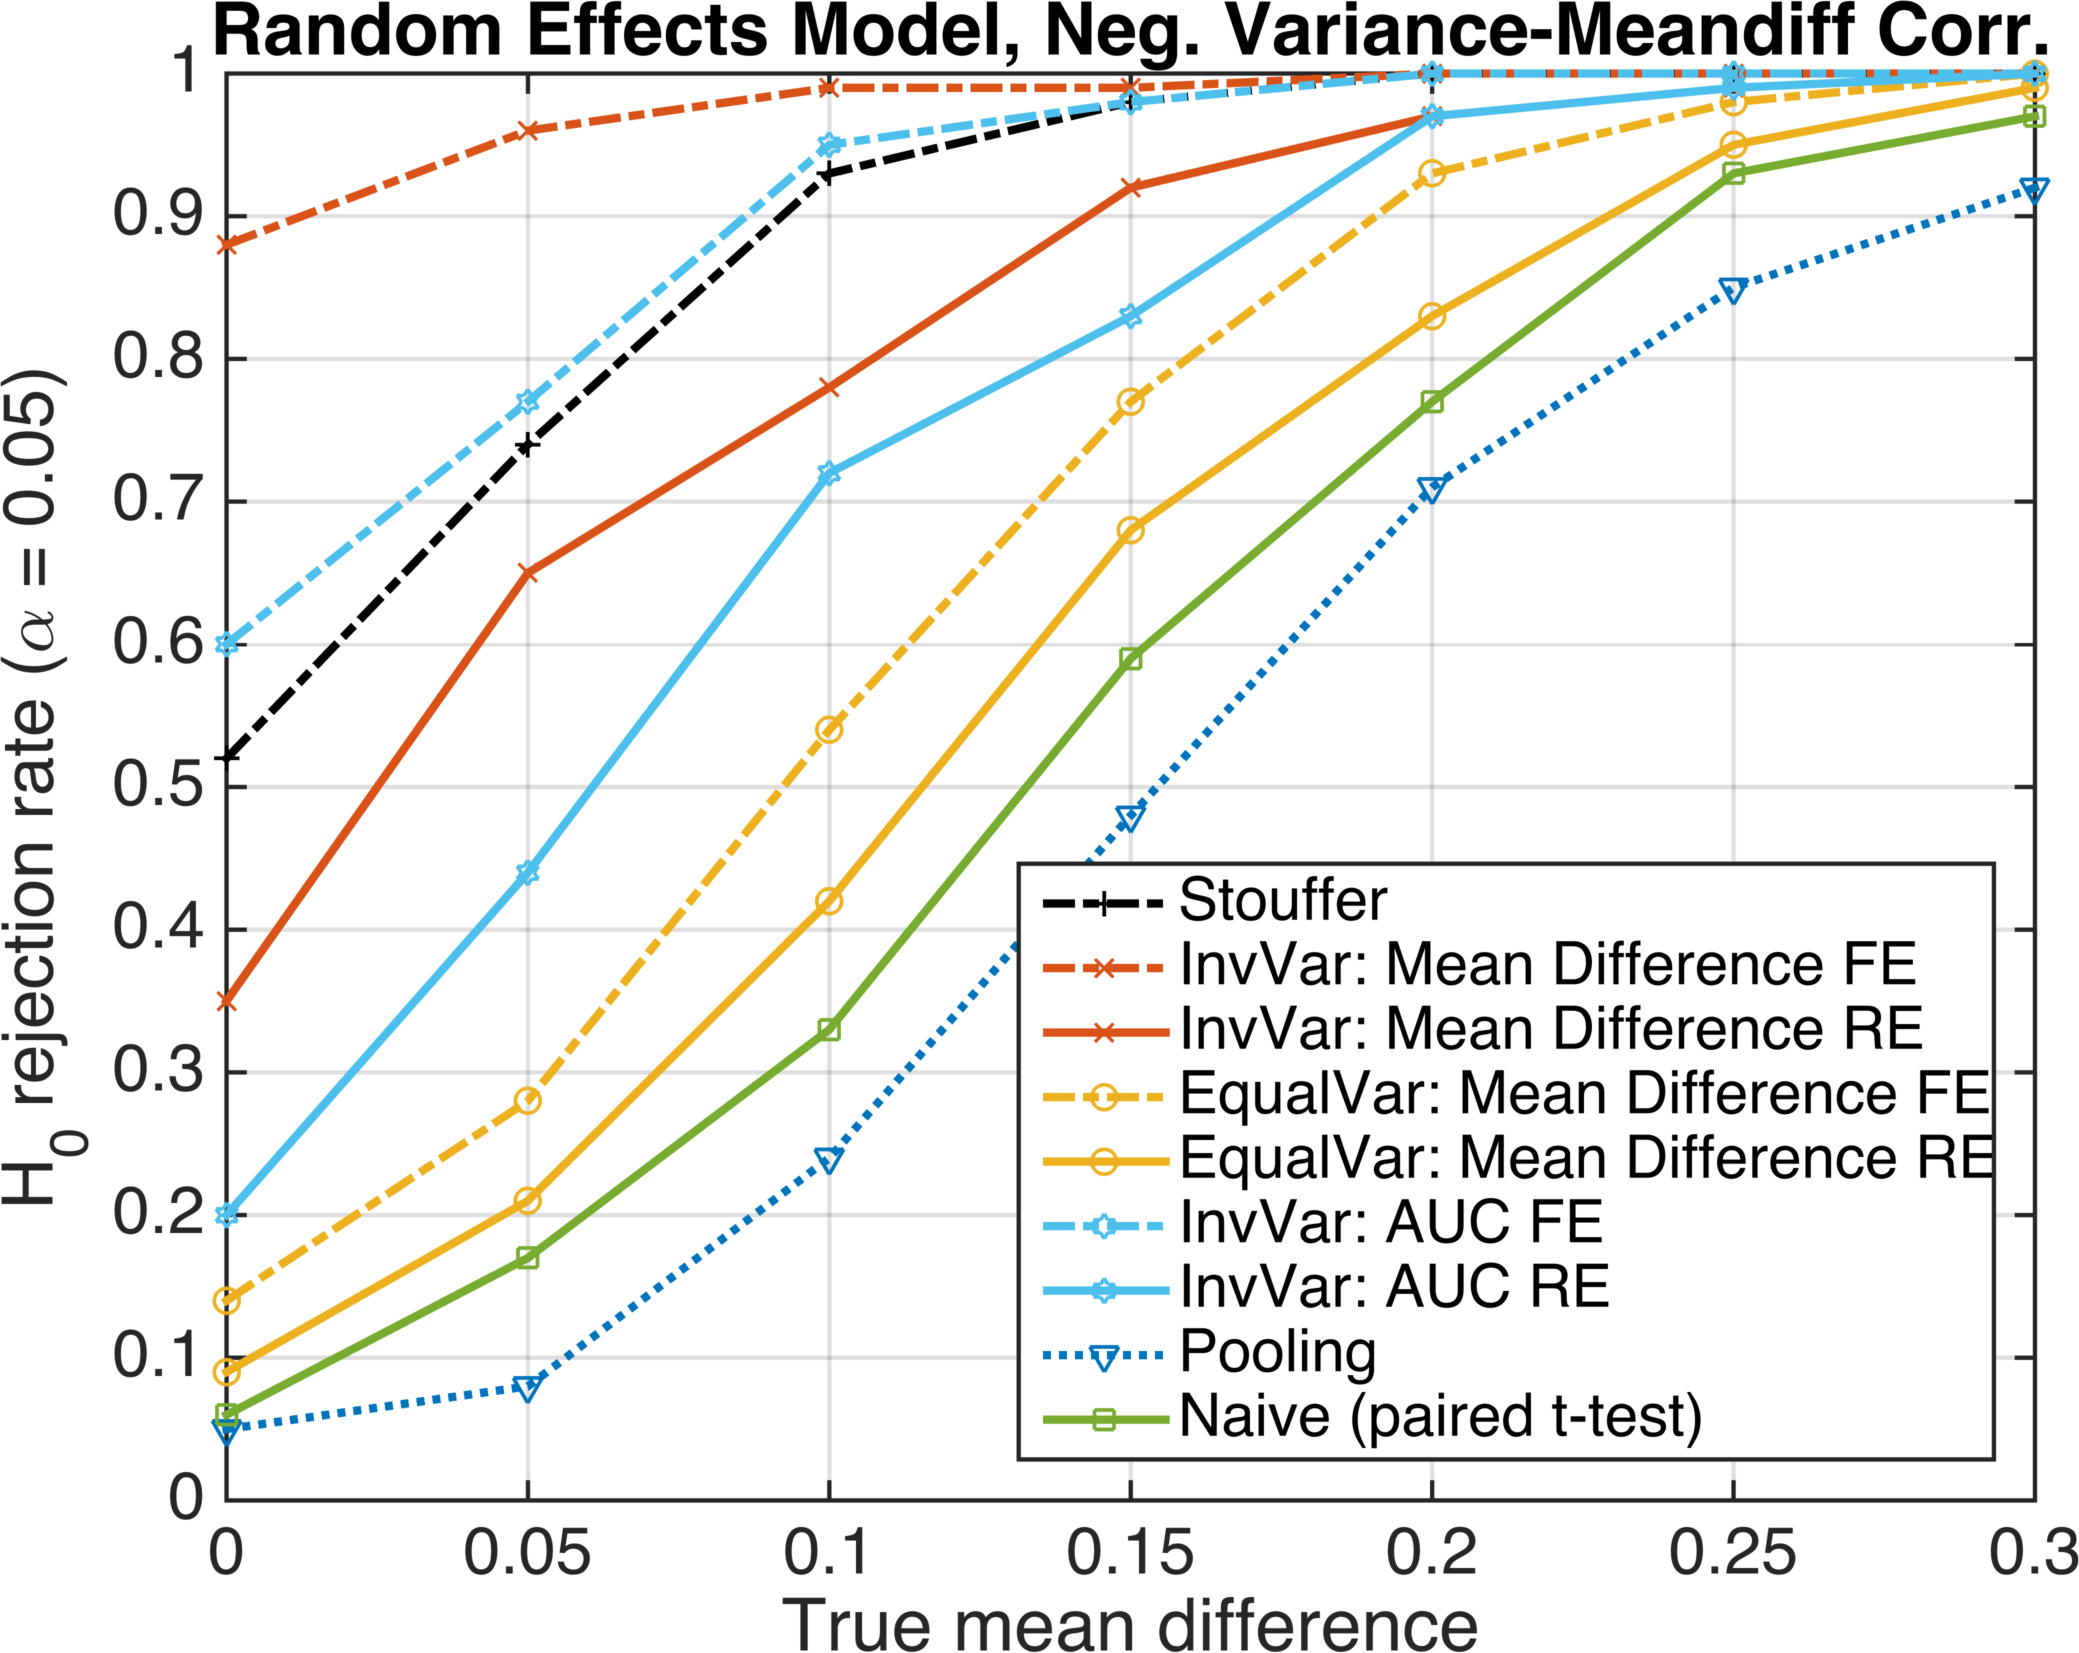 Random Effects Model, Neg. Variance-Meandiff Corr.
1
0.9
0.8
0.7
0.6
0.5
0.4
0.3
0.2
0.1
0
H0 rejection rate (α = 0.05)
Stouffer
InvVar: Mean Difference FE
InvVar: Mean Difference RE
EqualVar: Mean Difference FE
EqualVar: Mean Difference RE
InvVar: AUC FE
InvVar: AUC RE
Pooling
Naive (paired t-test)
0 0.05 0.1 0.15 0.2 0.25 0.3
True mean difference